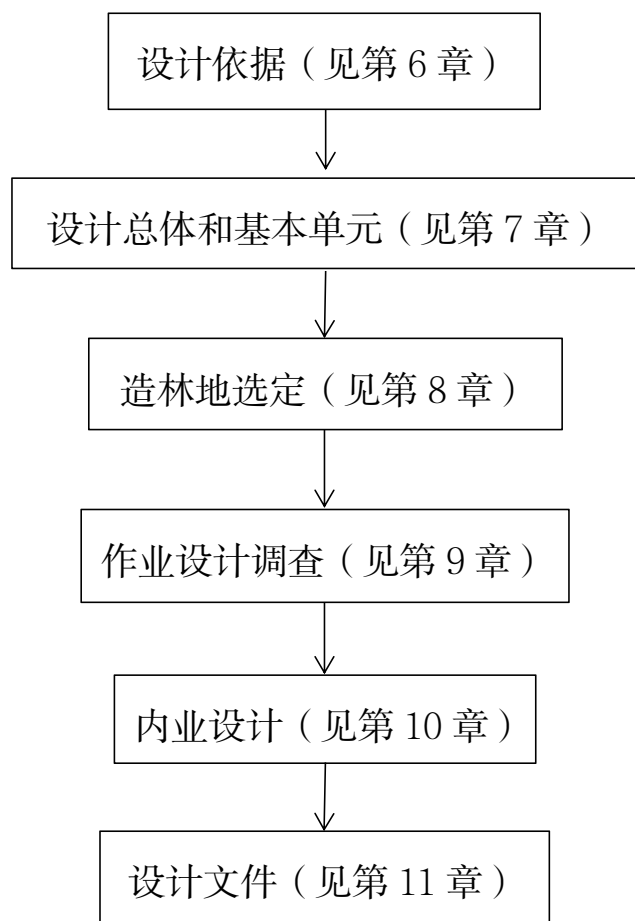 设计依据（见第 6 章）
设计总体和基本单元（见第 7 章）
造林地选定（见第 8 章）
作业设计调查（见第 9 章）
内业设计（见第 10 章）
设计文件（见第 11 章）